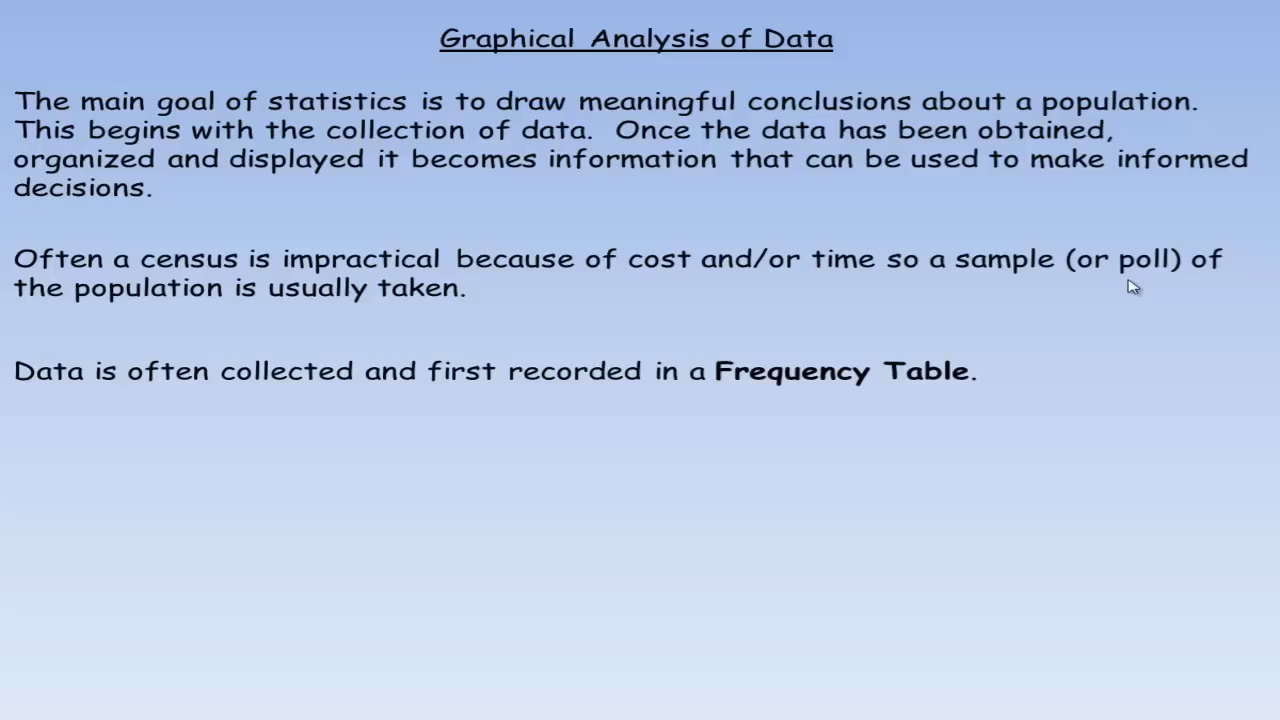 Graphical Analysis of Data
The main goal of statistics is to draw meaningful conclusions about a population.
This begins with the collection of data. Once the data has been obtained,
organized and displayed it becomes information that can be used to make informed
decisions.
Often a census is impractical because of cost and/or time so a sample (or poll) of
the population is usually taken.
Data is often collected and first recorded in a Frequency Table.